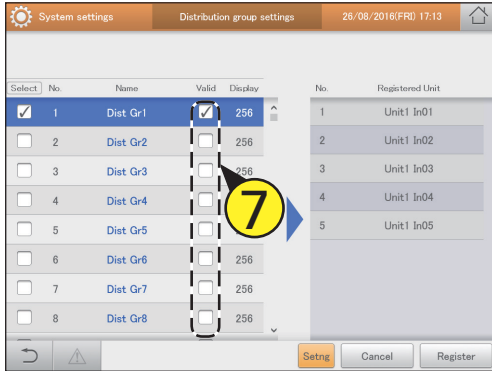 System settings Distribution group settings 26/08/2016(FRI) 17:13
Select No. Name Valid Display No. Registered Unit
1 Dist Gr1 256 1 Unit1 In01
2 Dist Gr2 256 2 Unit1 In02
3 Dist Gr3 256 3 Unit1 In03
4 Dist Gr4 4 Unit1 In04
7
5 Dist Gr5 5 Unit1 In05
6 Dist Gr6 256
7 Dist Gr7 256
8 Dist Gr8 256
Setng Cancel Register